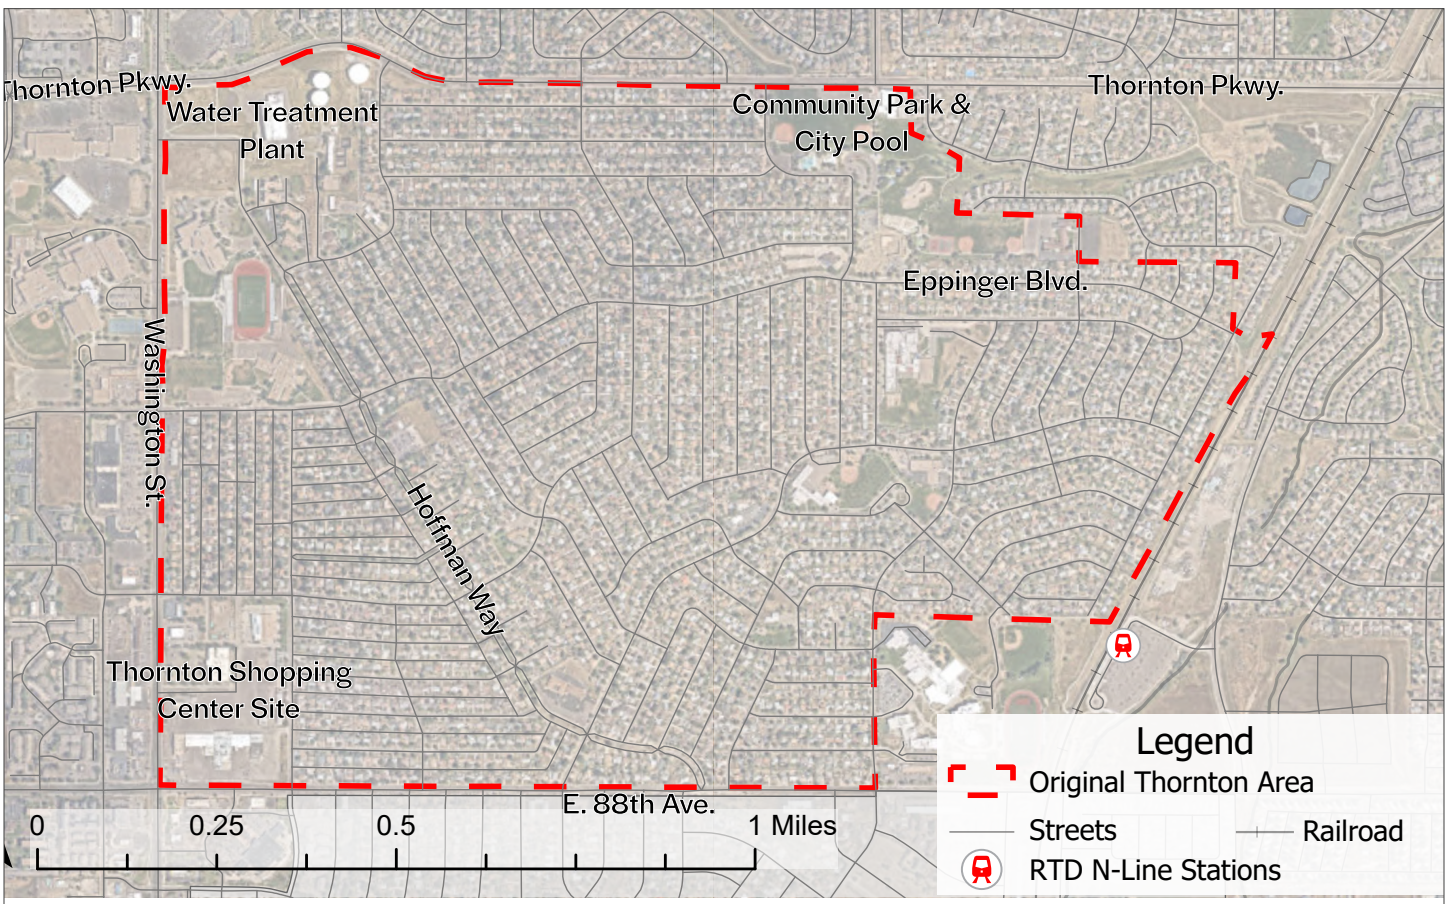 Thornton Pkwy.
Thornton Pkwy.
Water Treatment
Plant
Community Park &
City Pool
Eppinger Blvd.
Washington St.
Hoffman Way
Thornton Shopping
Center Site
E. 88th Ave.
0 0.25 0.5 1 Miles
Legend
Original Thornton Area
Streets Railroad
RTD N-Line Stations